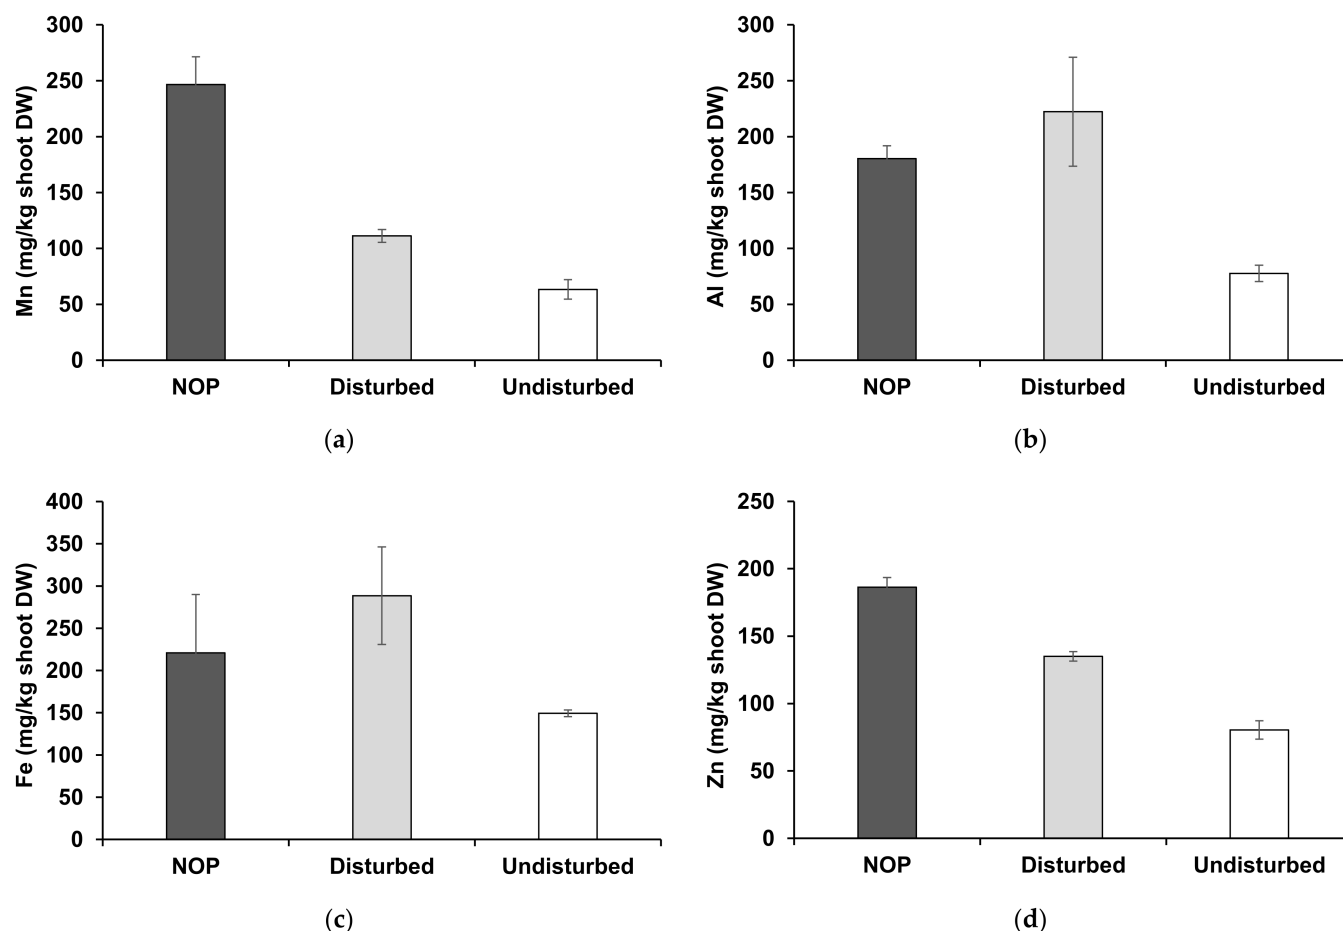 Mn (mg/kg shoot DW)
300
250
200
150
100
50
0
NOP Disturbed Undisturbed
(a)
Al (mg/kg shoot DW)
300
250
200
150
100
50
0
NOP Disturbed Undisturbed
(b)
Fe (mg/kg shoot DW)
400
350
300
250
200
150
100
50
0
NOP Disturbed Undisturbed
(c)
Zn (mg/kg shoot DW)
250
200
150
100
50
0
NOP Disturbed Undisturbed
(d)